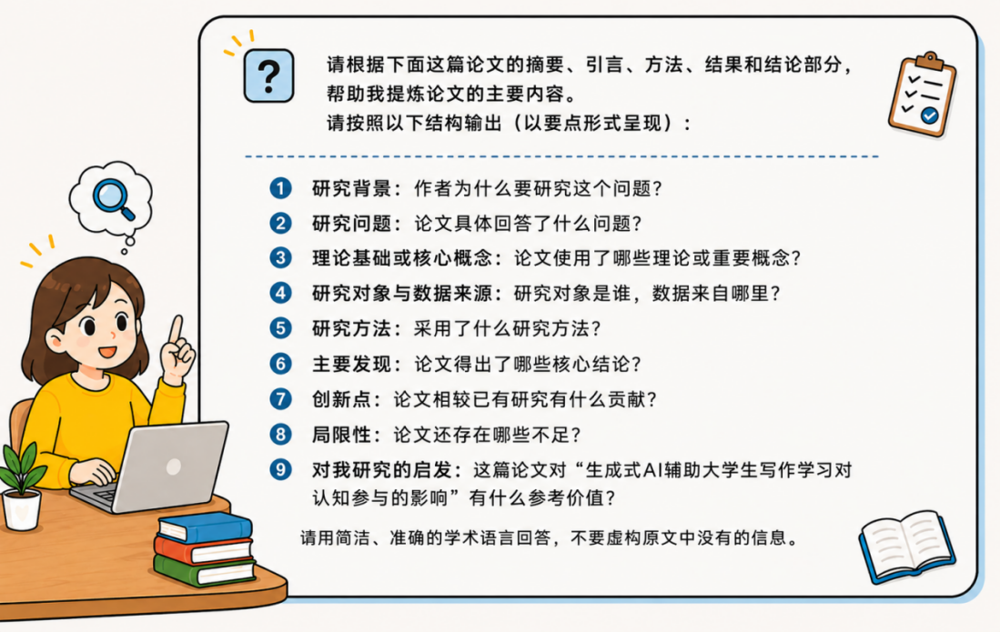 ?
请根据下面这篇论文的摘要、引言、方法、结果和结论部分，
帮助我提炼论文的主要内容。
请按照以下结构输出（以要点形式呈现）：
1 研究背景：作者为什么要研究这个问题？
2 研究问题：论文具体回答了什么问题？
3 理论基础或核心概念：论文使用了哪些理论或重要概念？
4 研究对象与数据来源：研究对象是谁，数据来自哪里？
5 研究方法：采用了什么研究方法？
6 主要发现：论文得出了哪些核心结论？
7 创新点：论文相较已有研究有什么贡献？
8 局限性：论文还存在哪些不足？
9 对我研究的启发：这篇论文对“生成式AI辅助大学生写作学习对
认知参与的影响”有什么参考价值？
请用简洁、准确的学术语言回答，不要虚构原文中没有的信息。